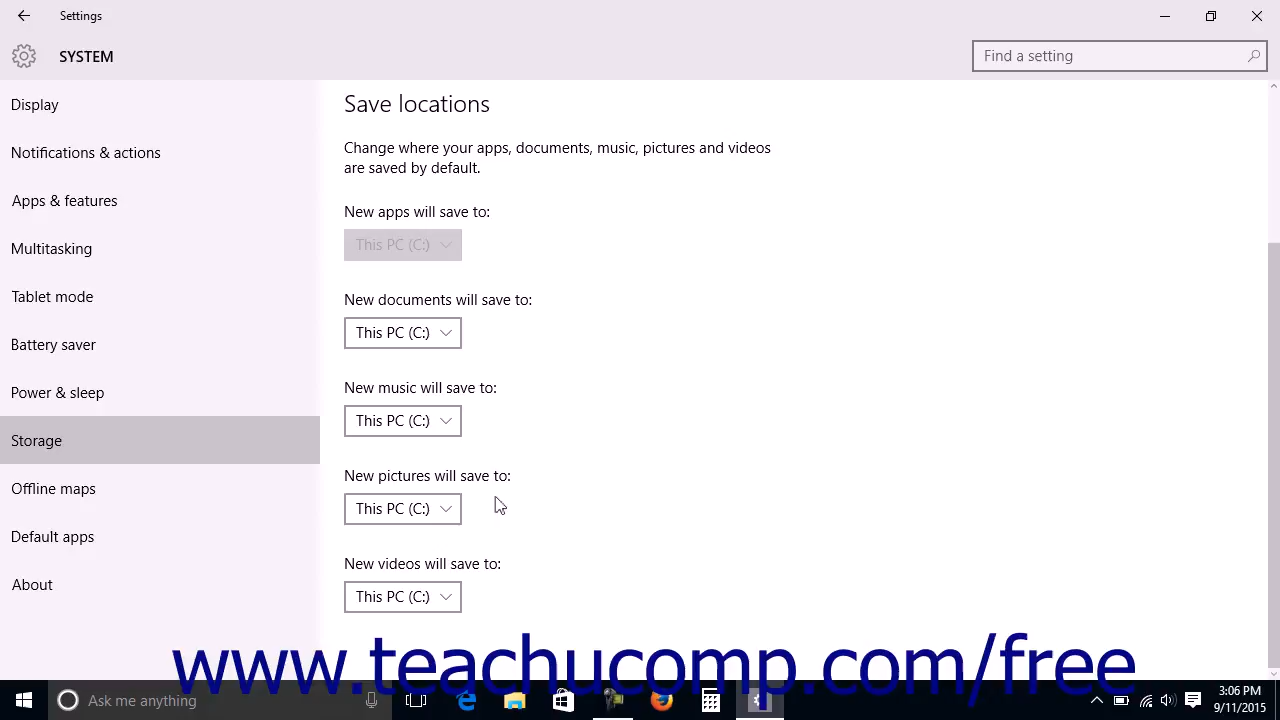 Settings
SYSTEM
Find a setting
Display
Notifications & actions
Apps & features
Multitasking
Tablet mode
Battery saver
Power & sleep
Storage
Offline maps
Default apps
About
Save locations
Change where your apps, documents, music, pictures and videos
are saved by default.
New apps will save to:
This PC (C:)
New documents will save to:
This PC (C:)
New music will save to:
This PC (C:)
New pictures will save to:
This PC (C:)
New videos will save to:
This PC (C:)
www.teachucomp.com/free
Ask me anything
3:06 PM
9/11/2015